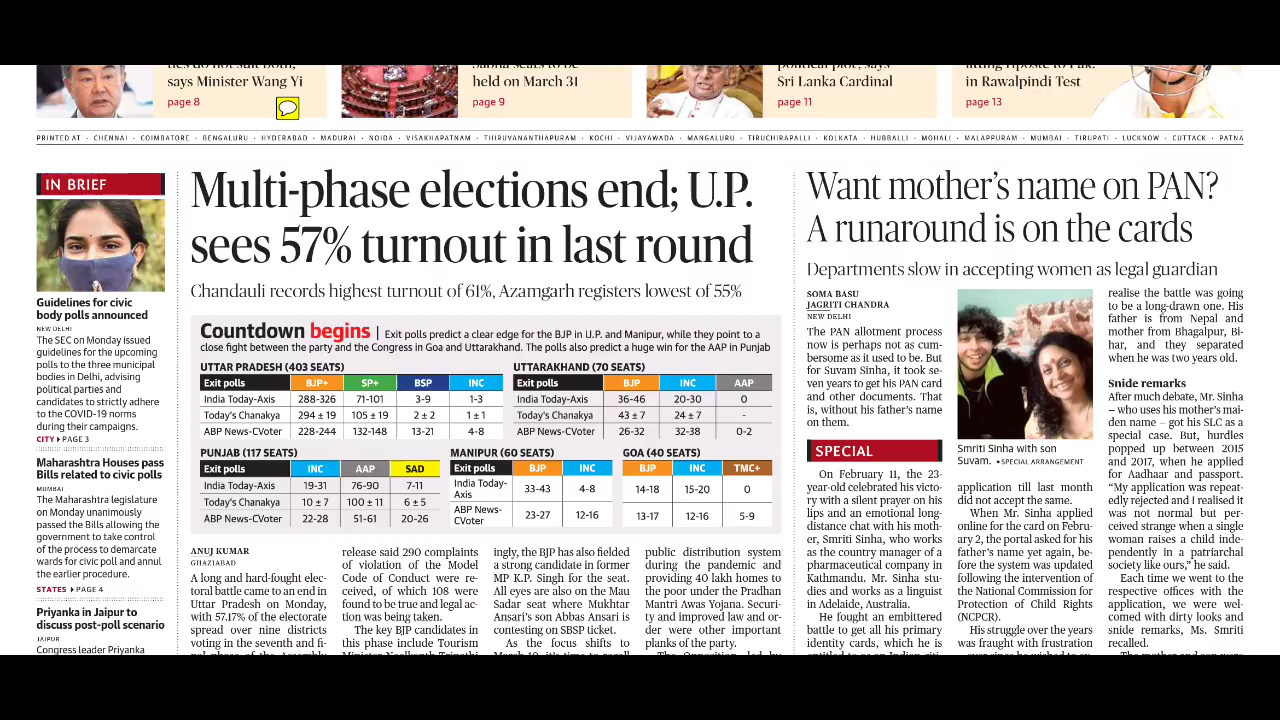 says Minister Wang Yi
page 8
held on March 31
page 9
Sri Lanka Cardinal
page 11
in Rawalpindi Test
page 13
PRINTED AT · CHENNAI · COIMBATORE · BENGALURU · HYDERABAD · MADURAI · NOIDA · VISAKHAPATNAM · THIRUVANANTHAPURAM · KOCHI · VIJAYAWADA · MANGALURU · TIRUCHIRAPALLI · KOLKATA · HUBBALLI · MOHALI · MALAPPURAM · MUMBAI · TIRUPATI · LUCKNOW · CUTTACK · PATNA
IN BRIEF
Guidelines for civic
body polls announced
NEW DELHI
The SEC on Monday issued
guidelines for the upcoming
polls to the three municipal
bodies in Delhi, advising
political parties and
candidates to strictly adhere
to the COVID-19 norms
during their campaigns.
CITY ▶ PAGE 3
Maharashtra Houses pass
Bills related to civic polls
MUMBAI
The Maharashtra legislature
on Monday unanimously
passed the Bills allowing the
government to take control
of the process to demarcate
wards for civic poll and annul
the earlier procedure.
STATES ▶ PAGE 4
Priyanka in Jaipur to
discuss post-poll scenario
JAIPUR
Congress leader Priyanka
Multi-phase elections end; U.P.
sees 57% turnout in last round
Chandauli records highest turnout of 61%, Azamgarh registers lowest of 55%
Countdown begins | Exit polls predict a clear edge for the BJP in U.P. and Manipur, while they point to a
close fight between the party and the Congress in Goa and Uttarakhand. The polls also predict a huge win for the AAP in Punjab
UTTAR PRADESH (403 SEATS)
Exit polls BJP+ SP+ BSP INC
India Today-Axis 288-326 71-101 3-9 1-3
Today's Chanakya 294 ± 19 105 ± 19 2 ± 2 1 ± 1
ABP News-CVoter 228-244 132-148 13-21 4-8
UTTARAKHAND (70 SEATS)
Exit polls BJP INC AAP
India Today-Axis 36-46 20-30 0
Today's Chanakya 43 ± 7 24 ± 7 -
ABP News-CVoter 26-32 32-38 0-2
PUNJAB (117 SEATS)
Exit polls INC AAP SAD
India Today-Axis 19-31 76-90 7-11
Today's Chanakya 10 ± 7 100 ± 11 6 ± 5
ABP News-CVoter 22-28 51-61 20-26
MANIPUR (60 SEATS)
Exit polls BJP INC
India Today-
Axis 33-43 4-8
ABP News-
CVoter 23-27 12-16
GOA (40 SEATS)
BJP INC TMC+
14-18 15-20 0
13-17 12-16 5-9
ANUJ KUMAR
GHAZIABAD
A long and hard-fought elec-
toral battle came to an end in
Uttar Pradesh on Monday,
with 57.17% of the electorate
spread over nine districts
voting in the seventh and fi-
release said 290 complaints
of violation of the Model
Code of Conduct were re-
ceived, of which 108 were
found to be true and legal ac-
tion was being taken.
The key BJP candidates in
this phase include Tourism
ingly, the BJP has also fielded
a strong candidate in former
MP K.P. Singh for the seat.
All eyes are also on the Mau
Sadar seat where Mukhtar
Ansari's son Abbas Ansari is
contesting on SBSP ticket.
As the focus shifts to
public distribution system
during the pandemic and
providing 40 lakh homes to
the poor under the Pradhan
Mantri Awas Yojana. Securi-
ty and improved law and or-
der were other important
planks of the party.
Want mother's name on PAN?
A runaround is on the cards
Departments slow in accepting women as legal guardian
SOMA BASU
JAGRITI CHANDRA
NEW DELHI
The PAN allotment process
now is perhaps not as cum-
bersome as it used to be. But
for Suvam Sinha, it took se-
ven years to get his PAN card
and other documents. That
is, without his father's name
on them.
SPECIAL
On February 11, the 23-
year-old celebrated his victo-
ry with a silent prayer on his
lips and an emotional long-
distance chat with his moth-
er, Smriti Sinha, who works
as the country manager of a
pharmaceutical company in
Kathmandu. Mr. Sinha stu-
dies and works as a linguist
in Adelaide, Australia.
He fought an embittered
battle to get all his primary
identity cards, which he is
Smriti Sinha with son
Suvam. • SPECIAL ARRANGEMENT
application till last month
did not accept the same.
When Mr. Sinha applied
online for the card on Febru-
ary 2, the portal asked for his
father's name yet again, be-
fore the system was updated
following the intervention of
the National Commission for
Protection of Child Rights
(NCPCR).
His struggle over the years
was fraught with frustration
realise the battle was going
to be a long-drawn one. His
father is from Nepal and
mother from Bhagalpur, Bi-
har, and they separated
when he was two years old.
Snide remarks
After much debate, Mr. Sinha
– who uses his mother's mai-
den name – got his SLC as a
special case. But, hurdles
popped up between 2015
and 2017, when he applied
for Aadhar and passport.
“My application was repeat-
edly rejected and I realised it
was not normal but per-
ceived strange when a single
woman raises a child inde-
pendently in a patriarchal
society like ours,” he said.
Each time we went to the
respective offices with the
application, we were wel-
comed with dirty looks and
snide remarks, Ms. Smriti
recalled.